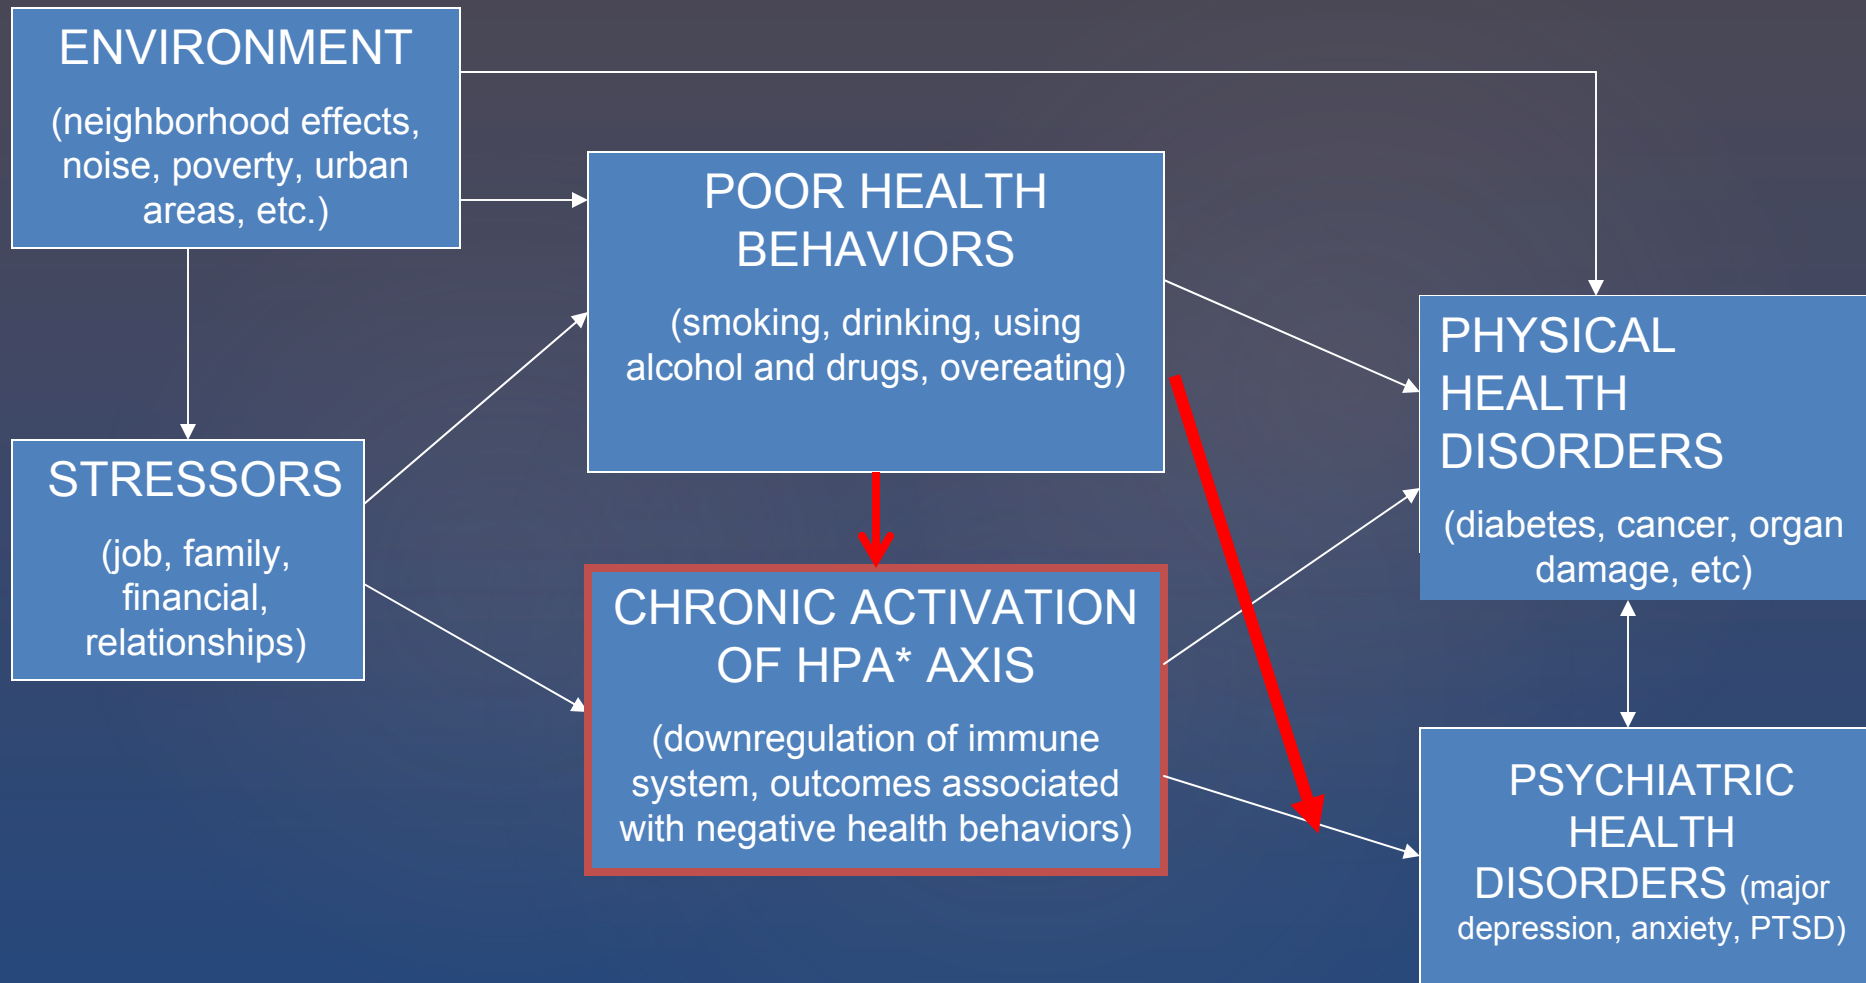 ENVIRONMENT
(neighborhood effects,
noise, poverty, urban
areas, etc.)
POOR HEALTH
BEHAVIORS
(smoking, drinking, using
alcohol and drugs, overeating)
PHYSICAL
HEALTH
DISORDERS
(diabetes, cancer, organ
damage, etc)
STRESSORS
(job, family,
financial,
relationships)
CHRONIC ACTIVATION
OF HPA* AXIS
(downregulation of immune
system, outcomes associated
with negative health behaviors)
PSYCHIATRIC
HEALTH
DISORDERS (major
depression, anxiety, PTSD)